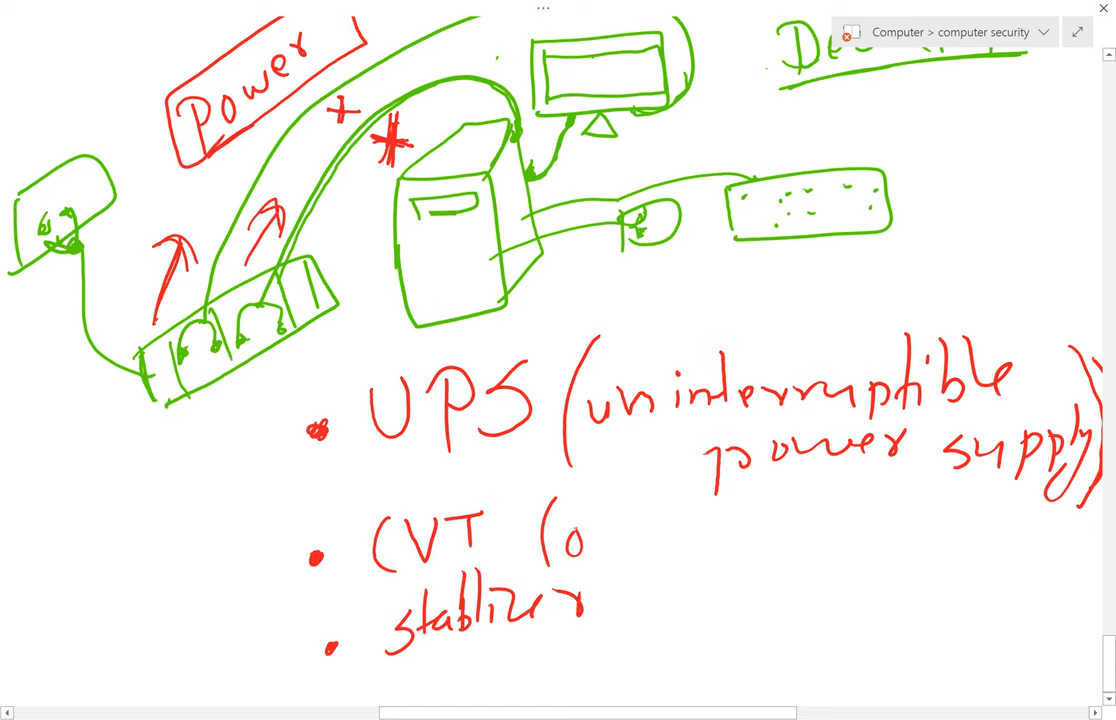 Computer > computer security
Power
UPS (uninterruptible
power supply)
CVT (o
stablizer